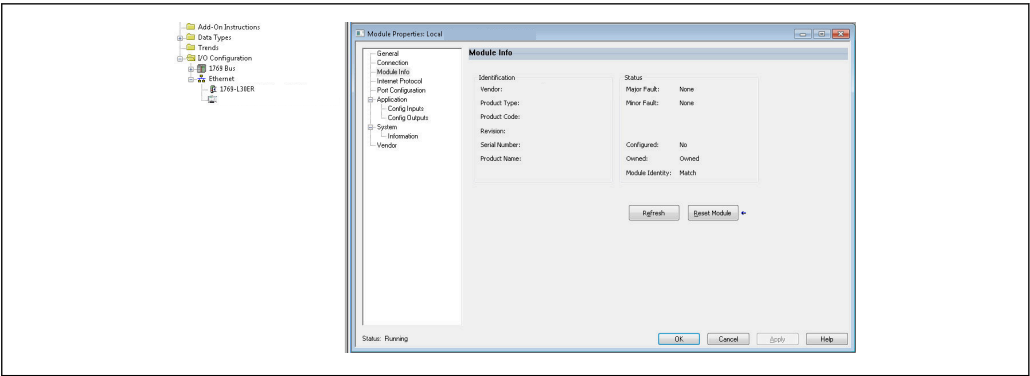 Add-On Instructions
Data Types
Trends
I/O Configuration
1769 Bus
Ethernet
1769-L30ER
Module Properties: Local
General
Connection
Module Info
Internet Protocol
Port Configuration
Application
Config Inputs
Config Outputs
System
Information
Vendor
Module Info
Identification
Vendor:
Product Type:
Product Code:
Revision:
Serial Number:
Product Name:
Status
Major Fault: None
Minor Fault: None
Configured: No
Owned: Owned
Module Identity: Match
Refresh Reset Module
Status: Running
OK Cancel Apply Help